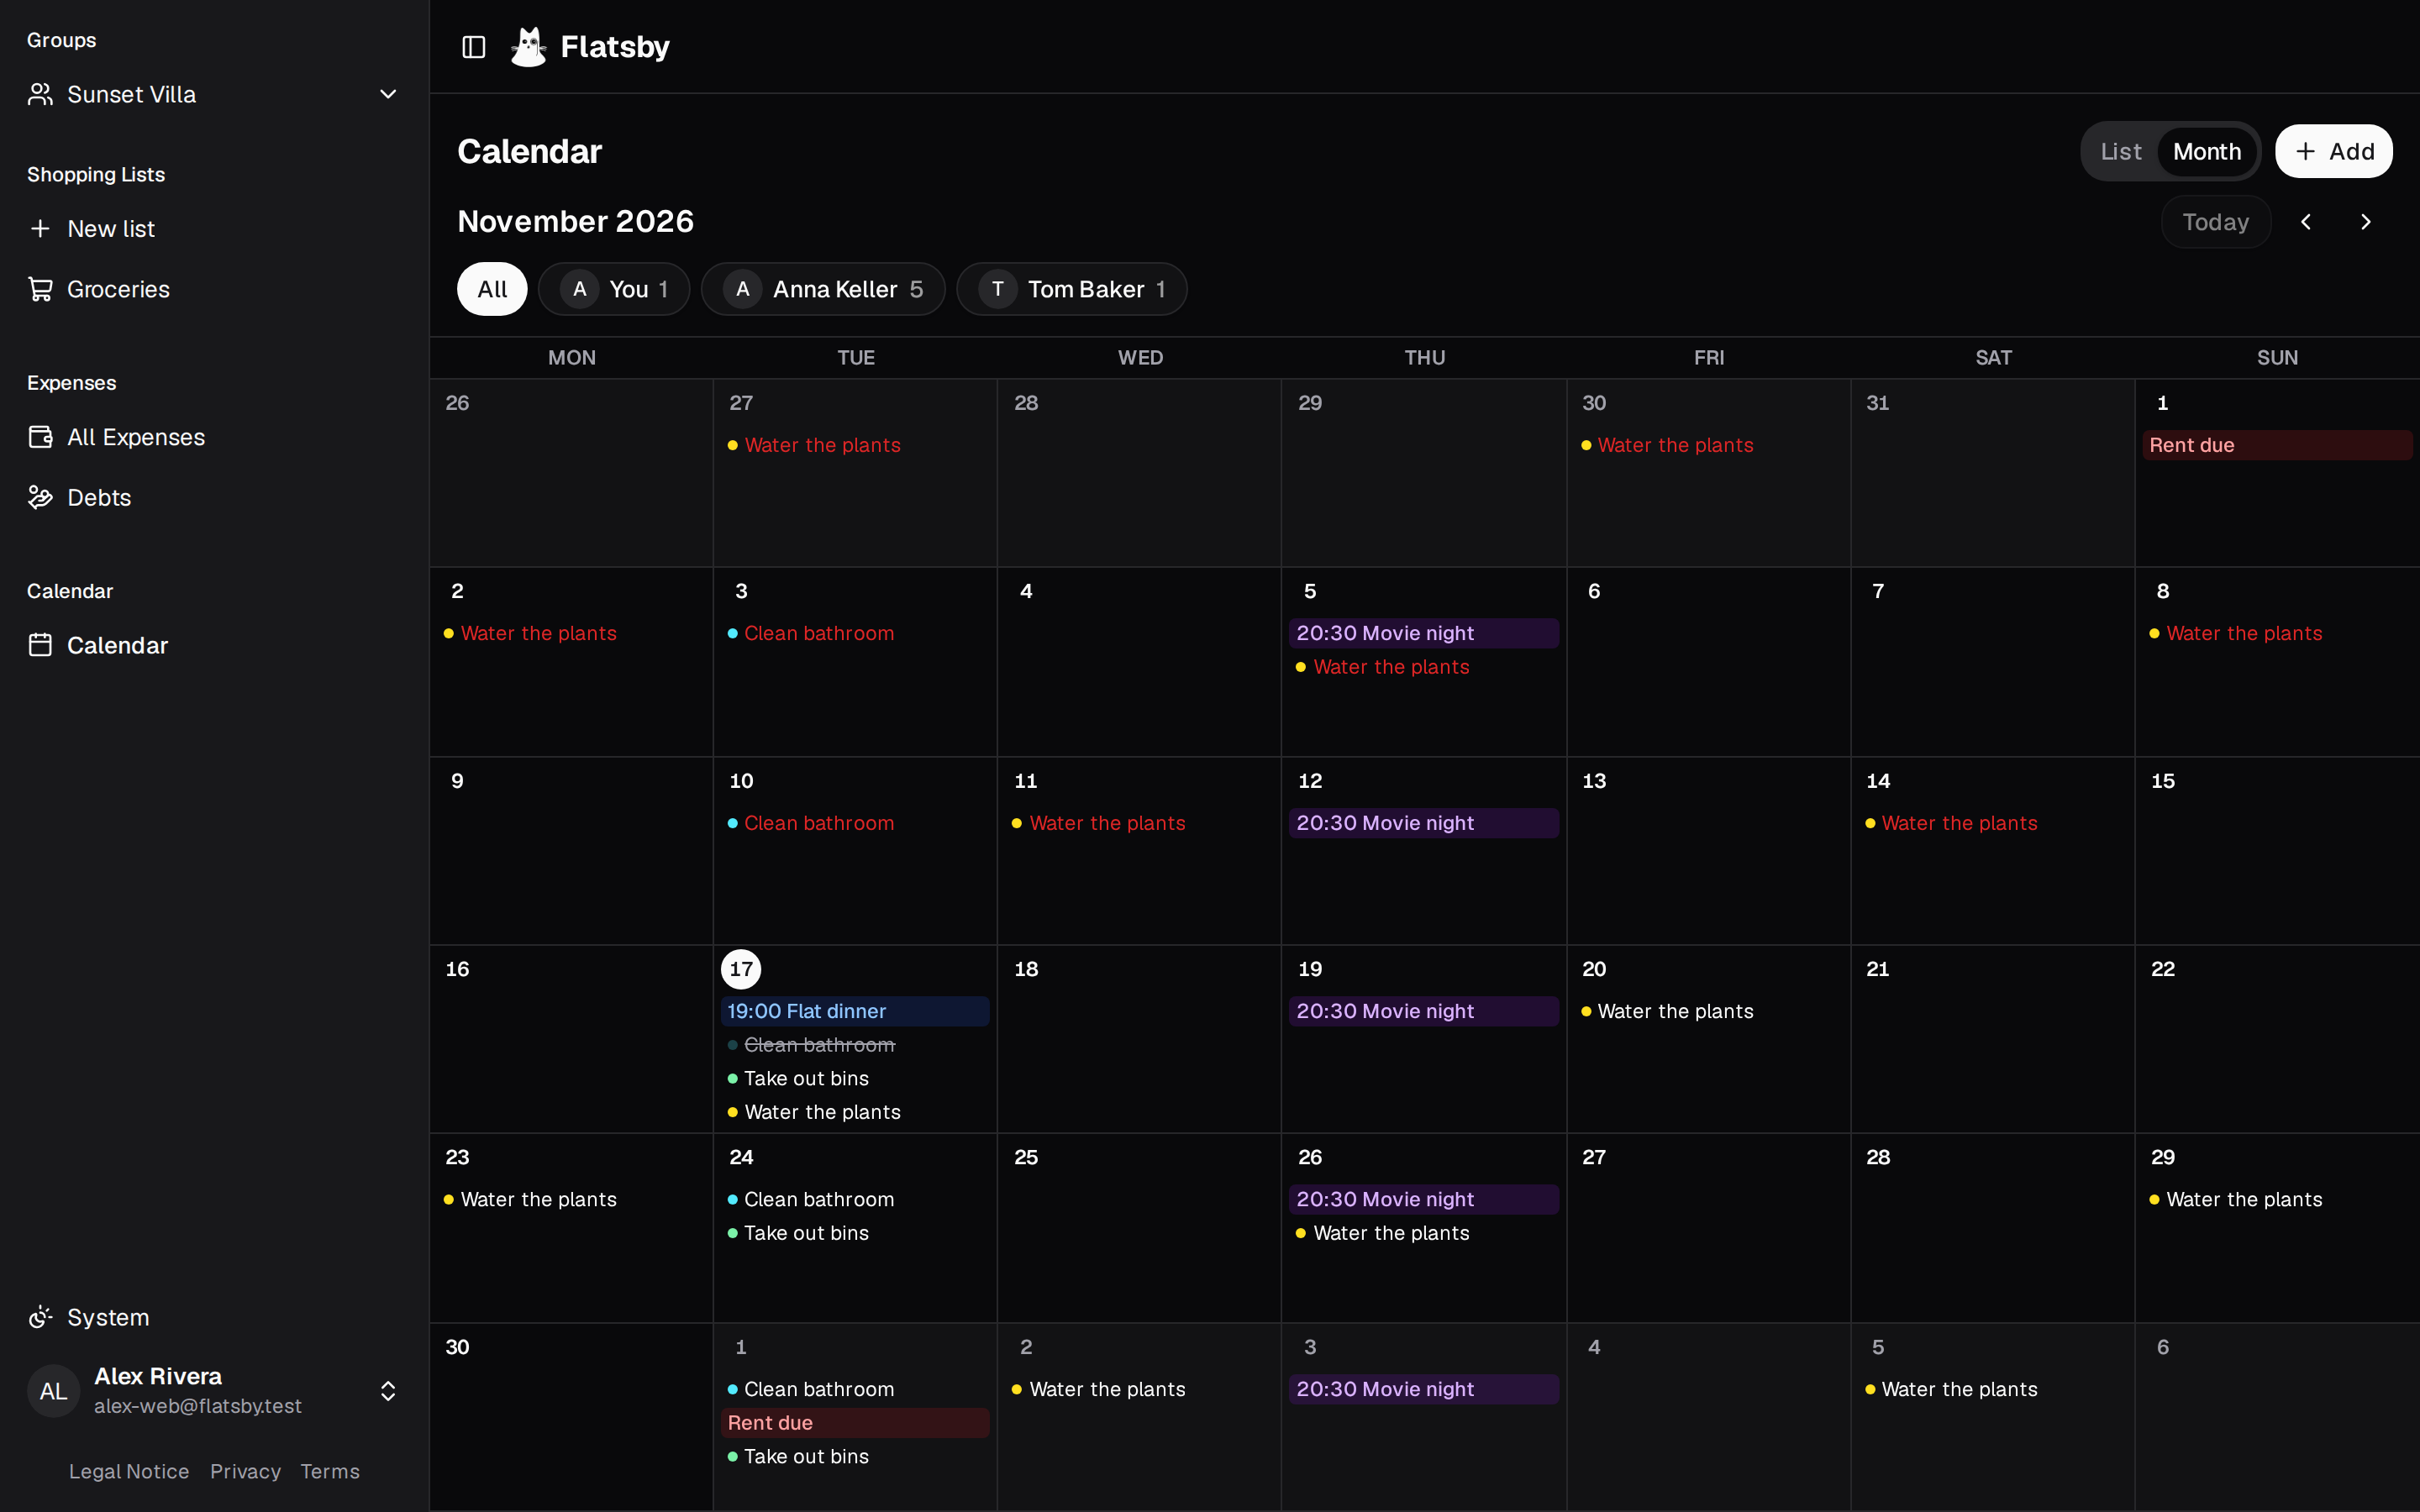 Groups
Sunset Villa
Shopping Lists
New list
Groceries
Expenses
All Expenses
Debts
Calendar
Calendar
System
AL
Alex Rivera
alex-web@flatsby.test
Legal Notice Privacy Terms
Flatsby
Calendar
List Month Add
November 2026
Today
All A You 1 A Anna Keller 5 T Tom Baker 1
MON TUE WED THU FRI SAT SUN
26 27 28 29 30 31 1
Water the plants Water the plants Rent due
2 3 4 5 6 7 8
Water the plants Clean bathroom 20:30 Movie night Water the plants
Water the plants
9 10 11 12 13 14 15
Clean bathroom Water the plants 20:30 Movie night Water the plants
16 17 18 19 20 21 22
19:00 Flat dinner 20:30 Movie night Water the plants
Clean bathroom
Take out bins
Water the plants
23 24 25 26 27 28 29
Water the plants Clean bathroom 20:30 Movie night Water the plants
Take out bins Water the plants
30 1 2 3 4 5 6
Clean bathroom Water the plants 20:30 Movie night Water the plants
Rent due
Take out bins